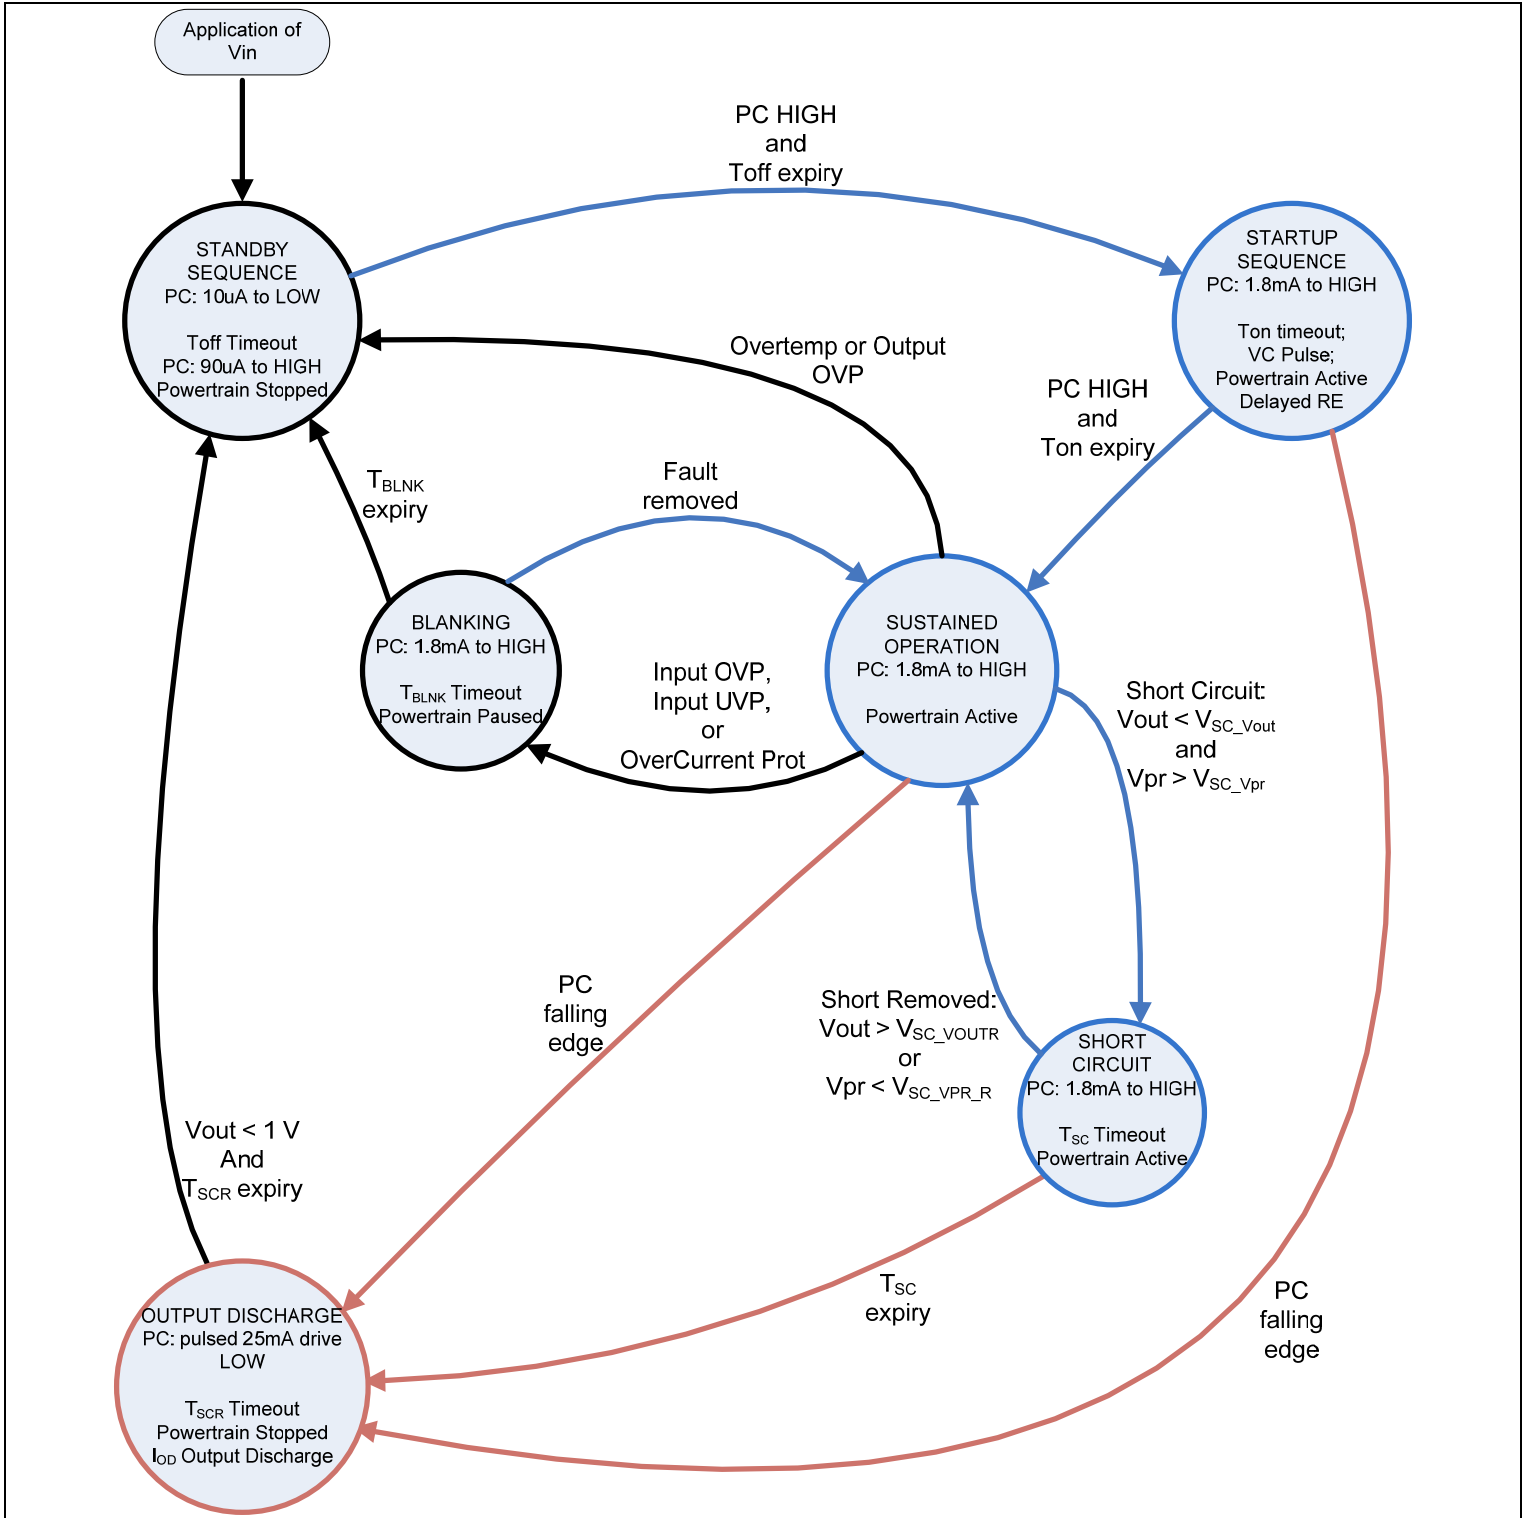 Application of
Vin
PC HIGH
and
Toff expiry
STANDBY
SEQUENCE
PC: 10uA to LOW
Toff Timeout
PC: 90uA to HIGH
Powertrain Stopped
STARTUP
SEQUENCE
PC: 1.8mA to HIGH
Ton timeout;
VC Pulse;
Powertrain Active
Delayed RE
Overtemp or Output
OVP
PC HIGH
and
Ton expiry
TBLNK
expiry
Fault
removed
BLANKING
PC: 1.8mA to HIGH
TBLNK Timeout
Powertrain Paused
Input OVP,
Input UVP,
or
OverCurrent Prot
SUSTAINED
OPERATION
PC: 1.8mA to HIGH
Powertrain Active
Short Circuit:
Vout < VSC_Vout
and
Vpr > VSC_Vpr
PC
falling
edge
Short Removed:
Vout > VSC_VOUTR
or
Vpr < VSC_VPR_R
SHORT
CIRCUIT
PC: 1.8mA to HIGH
TSC Timeout
Powertrain Active
Vout < 1 V
And
TSCR expiry
TSC
expiry
PC
falling
edge
OUTPUT DISCHARGE
PC: pulsed 25mA drive
LOW
TSCR Timeout
Powertrain Stopped
IOD Output Discharge